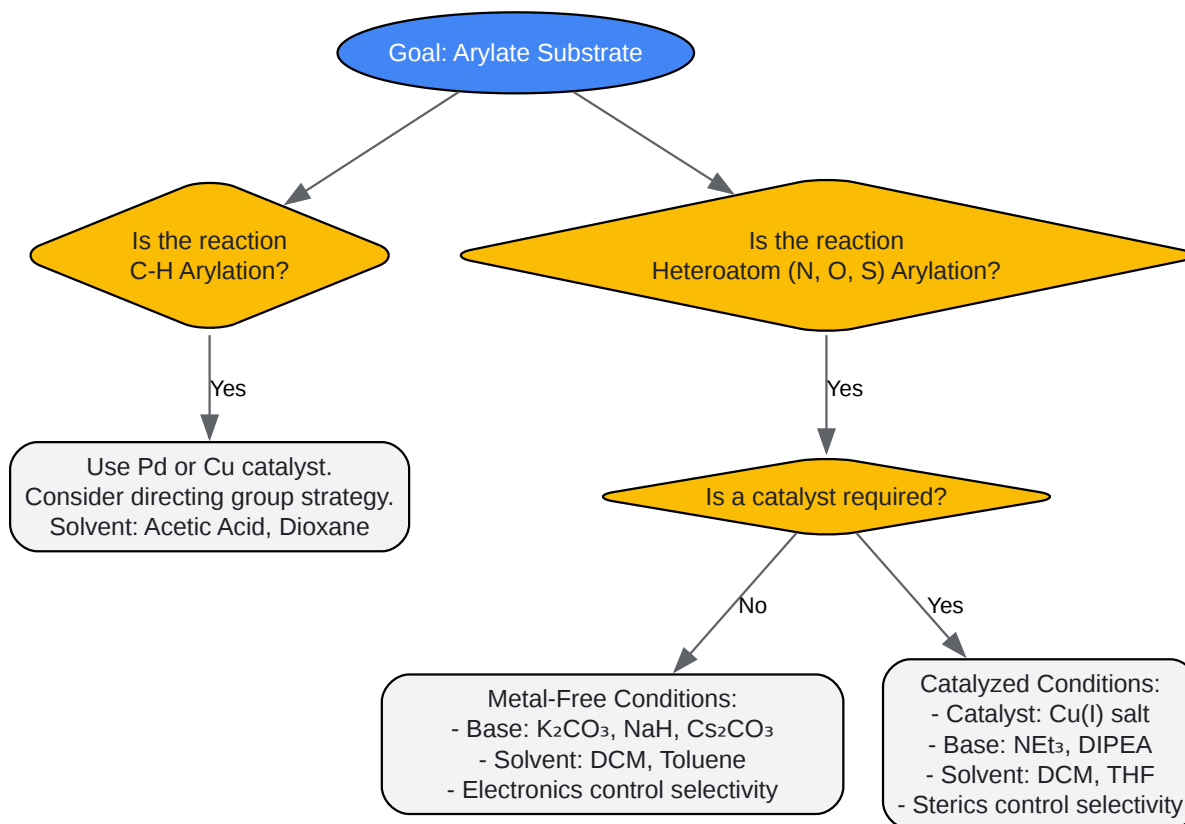 Goal: Arylate Substrate
Is the reaction
C-H Arylation?
Is the reaction
Heteroatom (N, O, S) Arylation?
Yes
Yes
Use Pd or Cu catalyst.
Consider directing group strategy.
Solvent: Acetic Acid, Dioxane
Is a catalyst required?
No
Yes
Metal-Free Conditions:
- Base: K₂CO₃, NaH, Cs₂CO₃
- Solvent: DCM, Toluene
- Electronics control selectivity
Catalyzed Conditions:
- Catalyst: Cu(I) salt
- Base: NEt₃, DIPEA
- Solvent: DCM, THF
- Sterics control selectivity